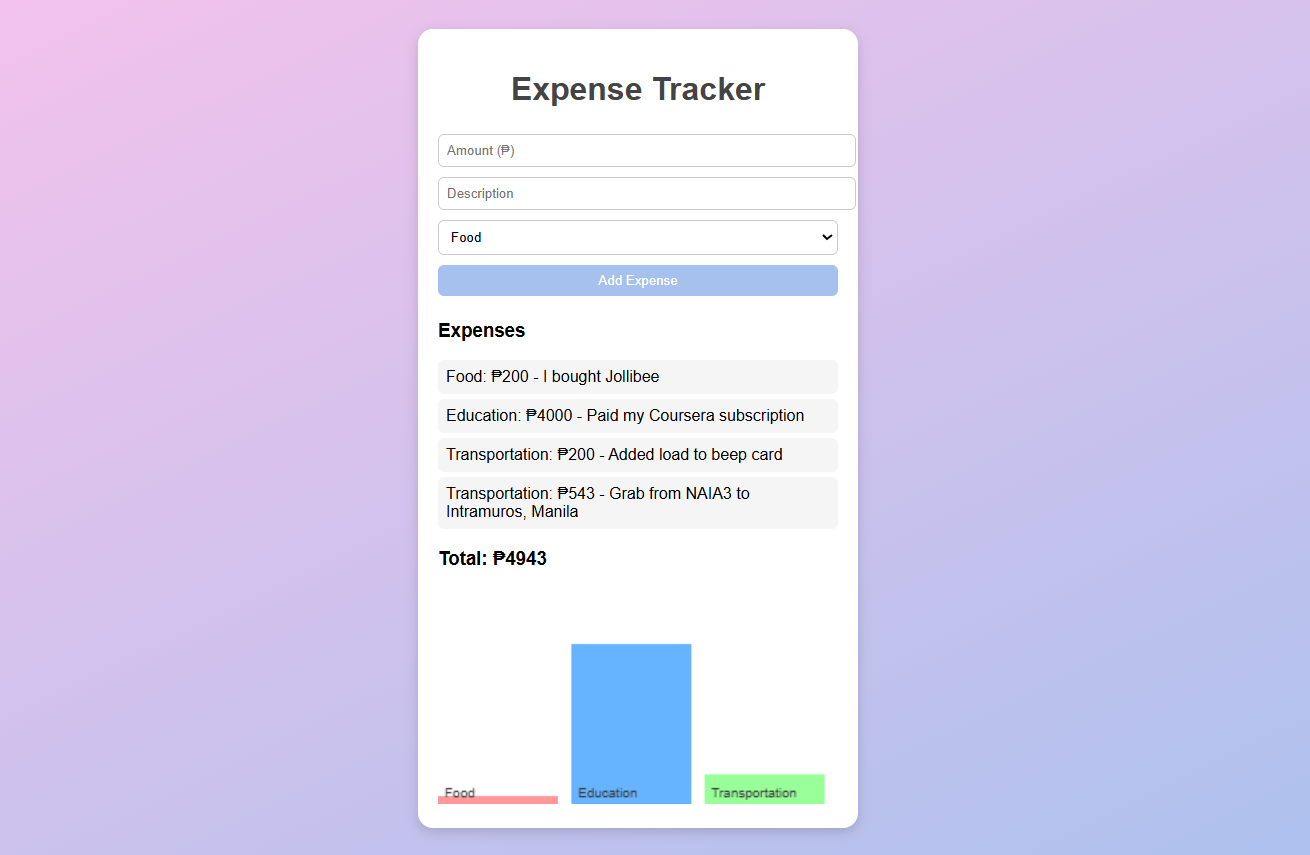 Expense Tracker
Amount (₱)
Description
Food
Add Expense
Expenses
Food: ₱200 - I bought Jollibee
Education: ₱4000 - Paid my Coursera subscription
Transportation: ₱200 - Added load to beep card
Transportation: ₱543 - Grab from NAIA3 to
Intramuros, Manila
Total: ₱4943
Food
Education
Transportation